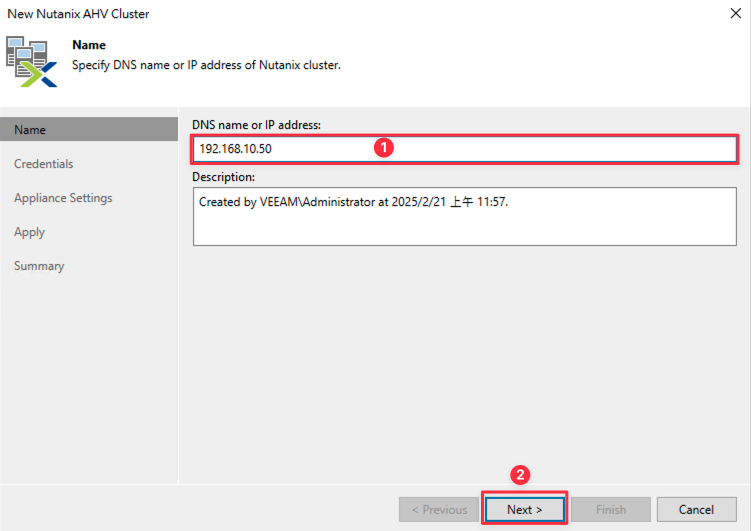 New Nutanix AHV Cluster
Name
Specify DNS name or IP address of Nutanix cluster.
Name
Credentials
Appliance Settings
Apply
Summary
DNS name or IP address:
192.168.10.50
1
Description:
Created by VEEAM\Administrator at 2025/2/21 上午 11:57.
2
< Previous
Next >
Finish
Cancel